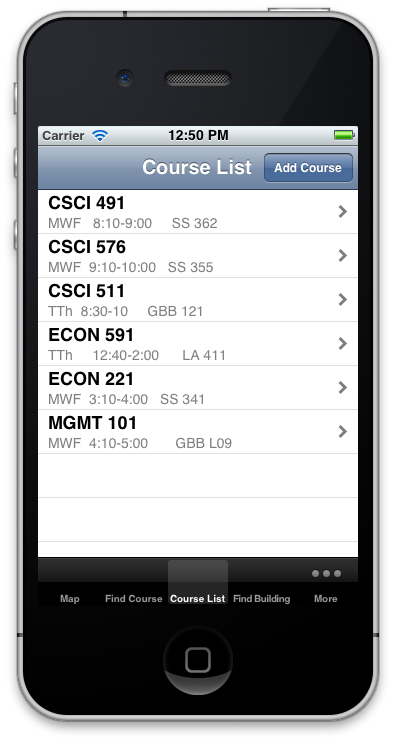 Carrier 12:50 PM
Course List Add Course
CSCI 491
MWF 8:10-9:00 SS 362
CSCI 576
MWF 9:10-10:00 SS 355
CSCI 511
TTh 8:30-10 GBB 121
ECON 591
TTh 12:40-2:00 LA 411
ECON 221
MWF 3:10-4:00 SS 341
MGMT 101
MWF 4:10-5:00 GBB L09
Map Find Course Course List Find Building More